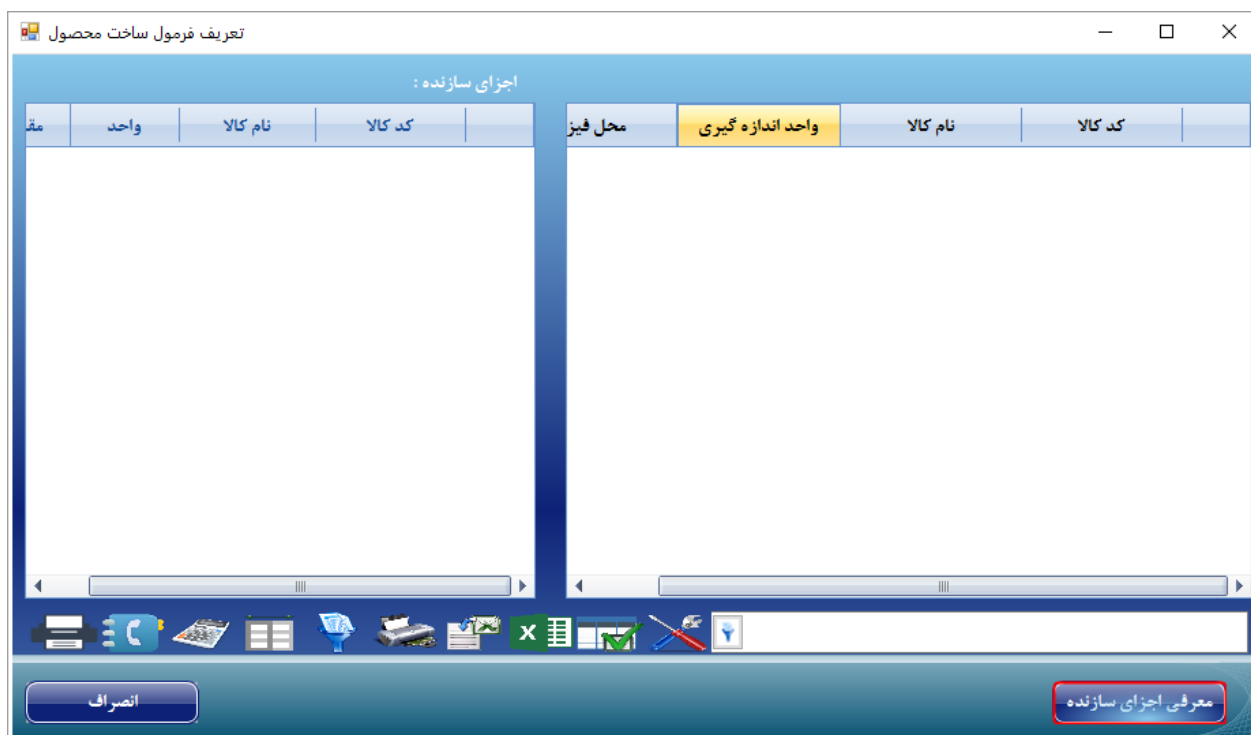 تعریف فرمول ساخت محصول
اجزای سازنده :
کد کالا نام کالا واحد اندازه گیری محل فیز
کد کالا نام کالا واحد مق
معرفی اجزای سازنده
انصراف